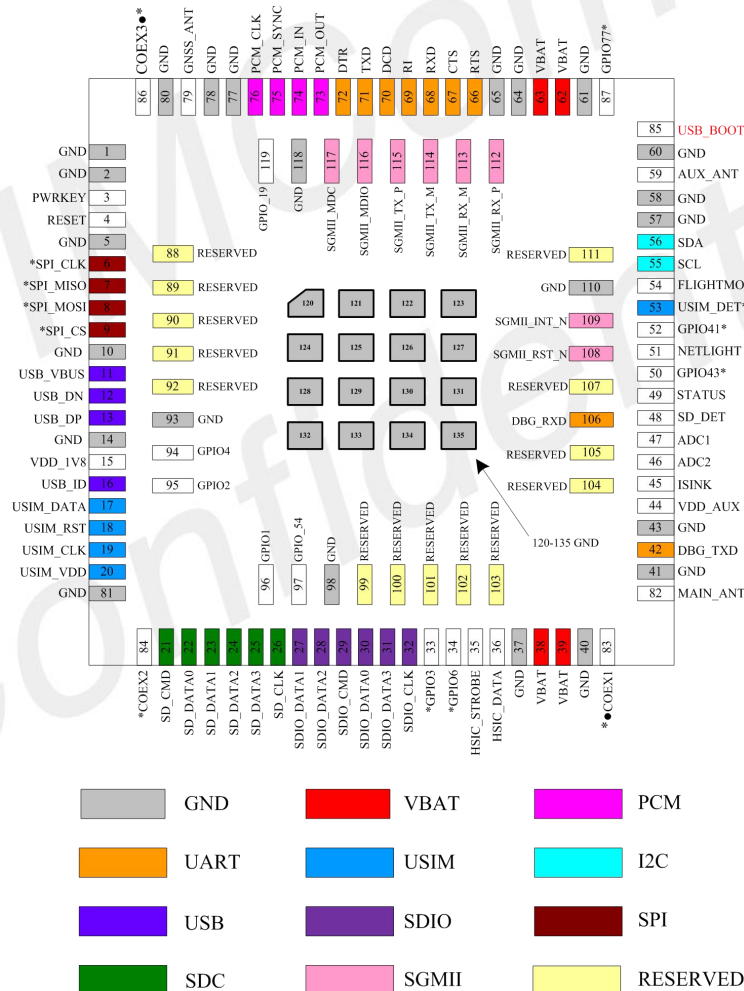 COEX3●*
GND
GNSS_ANT
GND
GND
PCM_CLK
PCM_SYNC
PCM_IN
PCM_OUT
DTR
TXD
DCD
RI
RXD
CTS
RTS
GND
GND
VBAT
VBAT
GND
GPIO77*
86 80 79 78 77 76 75 74 73 72 71 70 69 68 67 66 65 64 63 62 61 87
GND 1
GND 2
PWRKEY 3
RESET 4
GND 5
*SPI_CLK 6
*SPI_MISO 7
*SPI_MOSI 8
*SPI_CS 9
GND 10
USB_VBUS 11
USB_DN 12
USB_DP 13
GND 14
VDD_1V8 15
USB_ID 16
USIM_DATA 17
USIM_RST 18
USIM_CLK 19
USIM_VDD 20
GND 81
119 118 117 116 115 114 113 112
GPIO_19
GND
SGMII_MDC
SGMII_MDIO
SGMII_TX_P
SGMII_TX_M
SGMII_RX_M
SGMII_RX_P
88 RESERVED
89 RESERVED
90 RESERVED
91 RESERVED
92 RESERVED
93 GND
94 GPIO4
95 GPIO2
120 121 122 123
124 125 126 127
128 129 130 131
132 133 134 135
120-135 GND
RESERVED 111
GND 110
SGMII_INT_N 109
SGMII_RST_N 108
RESERVED 107
DBG_RXD 106
RESERVED 105
RESERVED 104
GPIO1
GPIO_54
GND
RESERVED
RESERVED
RESERVED
RESERVED
RESERVED
96 97 98 99 100 101 102 103
85 USB_BOOT
60 GND
59 AUX_ANT
58 GND
57 GND
56 SDA
55 SCL
54 FLIGHTMO
53 USIM_DET*
52 GPIO41*
51 NETLIGHT
50 GPIO43*
49 STATUS
48 SD_DET
47 ADC1
46 ADC2
45 ISINK
44 VDD_AUX
43 GND
42 DBG_TXD
41 GND
82 MAIN_ANT
84 21 22 23 24 25 26 27 28 29 30 31 32 33 34 35 36 37 38 39 40 83
*COEX2
SD_CMD
SD_DATA0
SD_DATA1
SD_DATA2
SD_DATA3
SD_CLK
SDIO_DATA1
SDIO_DATA2
SDIO_CMD
SDIO_DATA0
SDIO_DATA3
SDIO_CLK
*GPIO3
*GPIO6
HSIC_STROBE
HSIC_DATA
GND
VBAT
VBAT
GND
*●COEX1
GND VBAT PCM
UART USIM I2C
USB SDIO SPI
SDC SGMII RESERVED